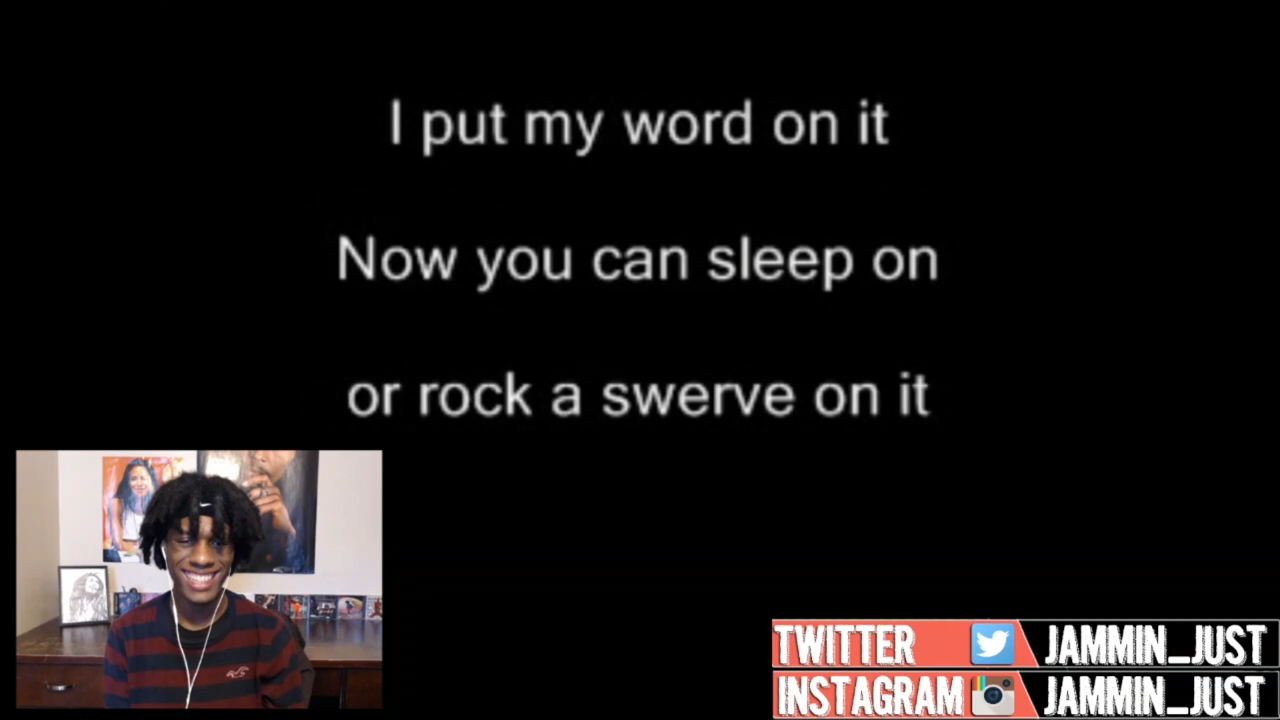 I put my word on it
Now you can sleep on
or rock a swerve on it
TWITTER JAMMIN_JUST
INSTAGRAM JAMMIN_JUST